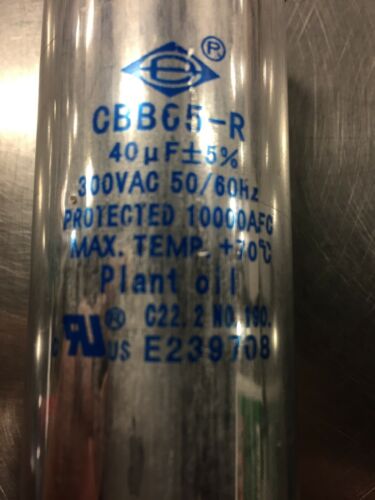 ®
CBB65-R
40μF±5%
300VAC 50/60Hz
PROTECTED 10000AFC
MAX. TEMP. +70℃
Plant oil
® C22.2 NO.190.
c RU US E239708